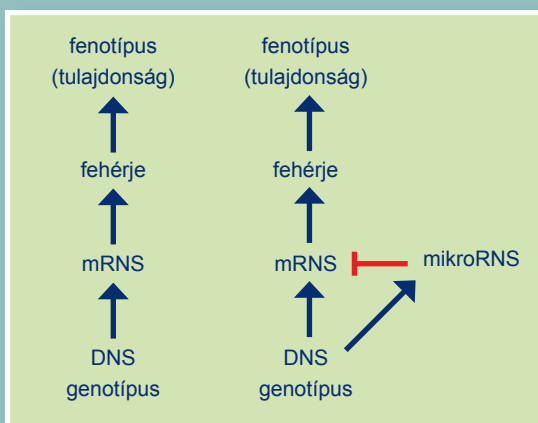 fenotípus
(tulajdonság)
fehérje
mRNS
DNS
genotípus
fenotípus
(tulajdonság)
fehérje
mRNS
mikroRNS
DNS
genotípus